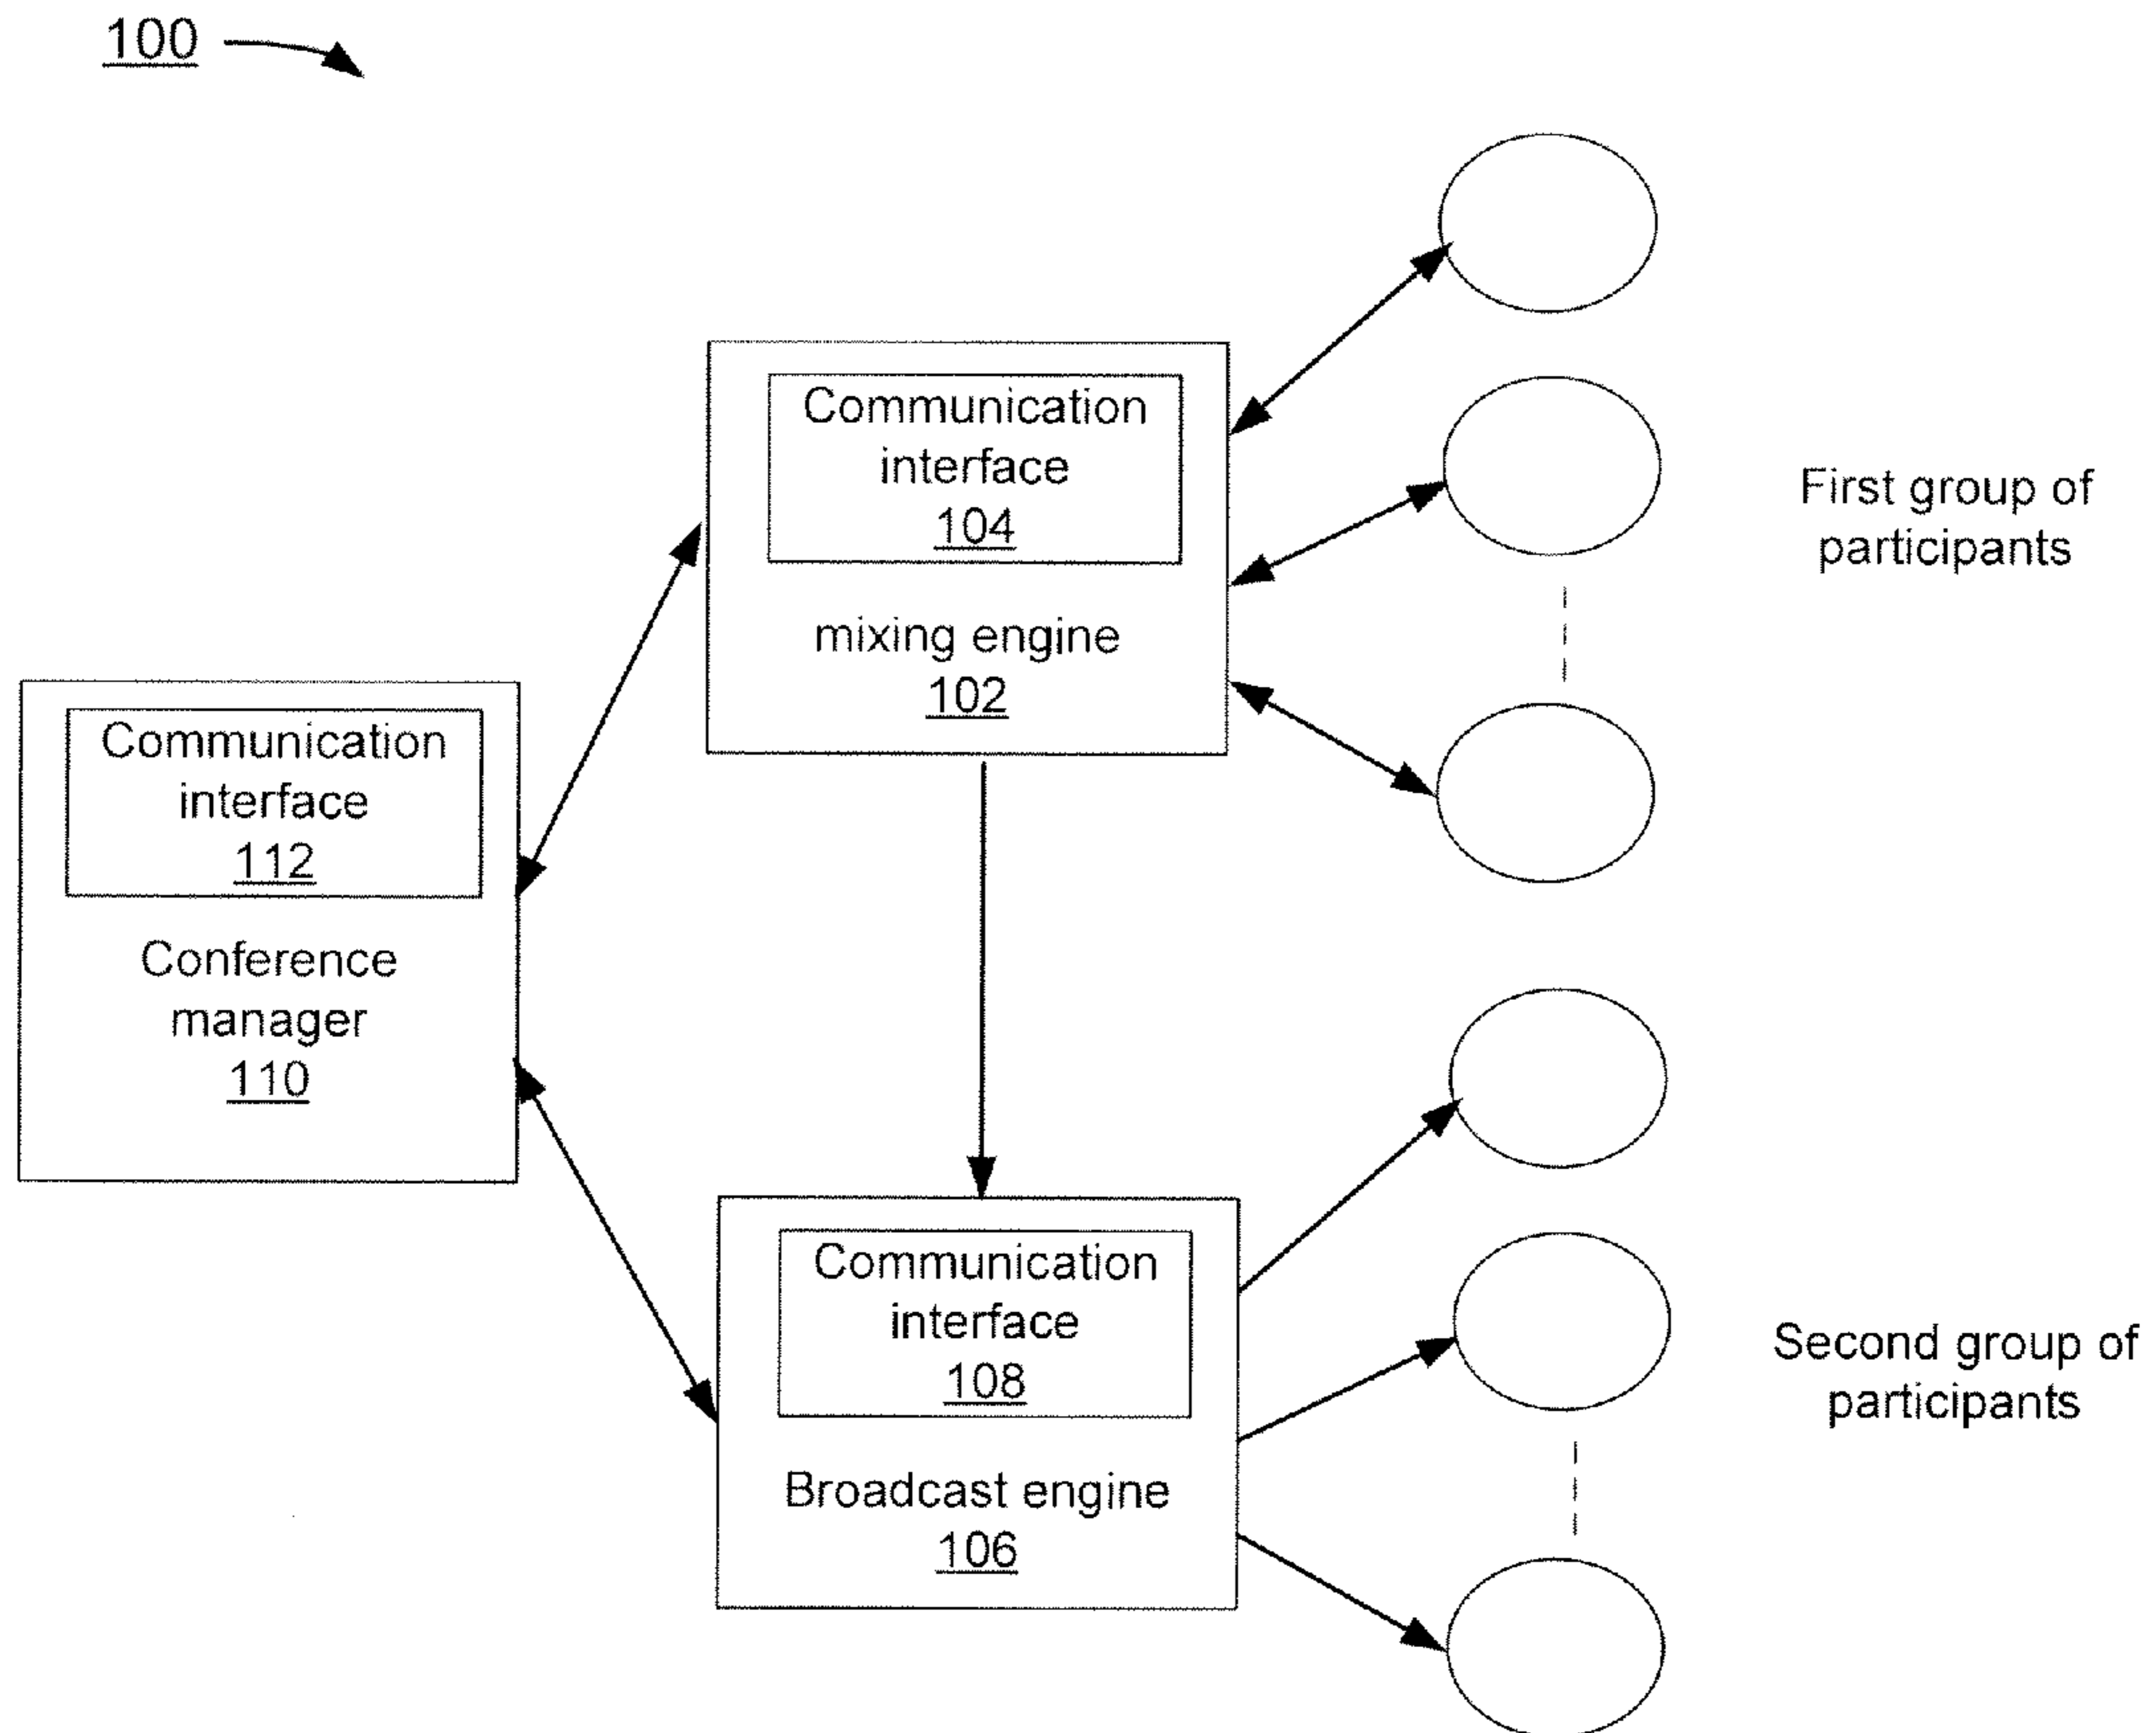 100
Communication
interface
104
mixing engine
102
First group of
participants
Communication
interface
112
Conference
manager
110
Communication
interface
108
Broadcast engine
106
Second group of
participants